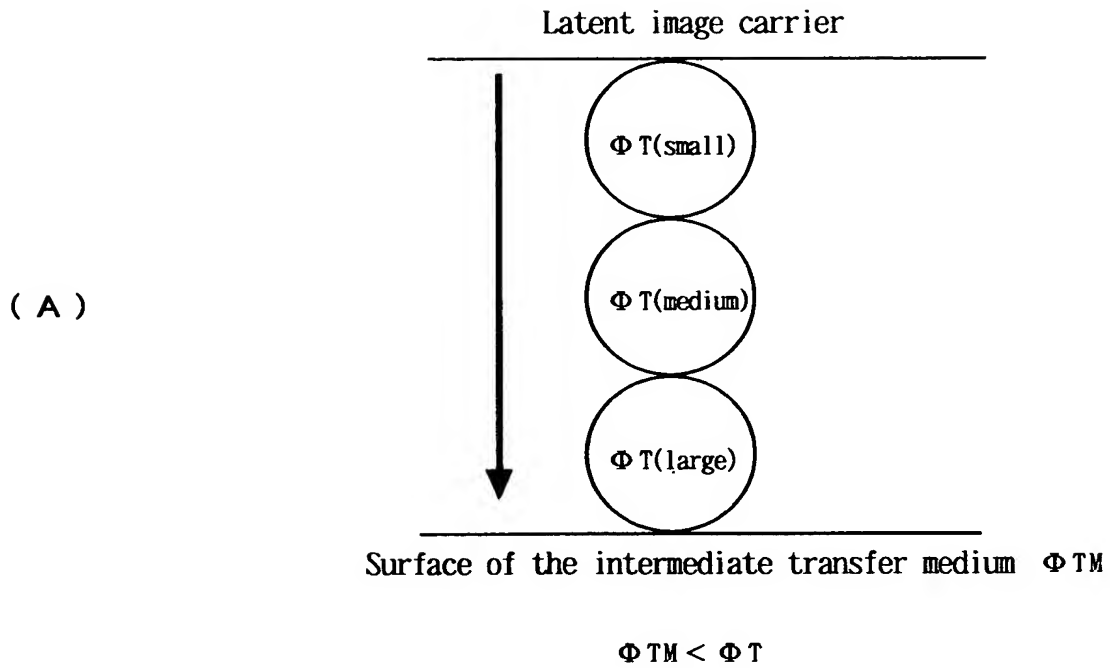 Latent image carrier
Φ T(small)
Φ T(medium)
( A )
Φ T(large)
Surface of the intermediate transfer medium Φ TM
Φ TM < Φ T